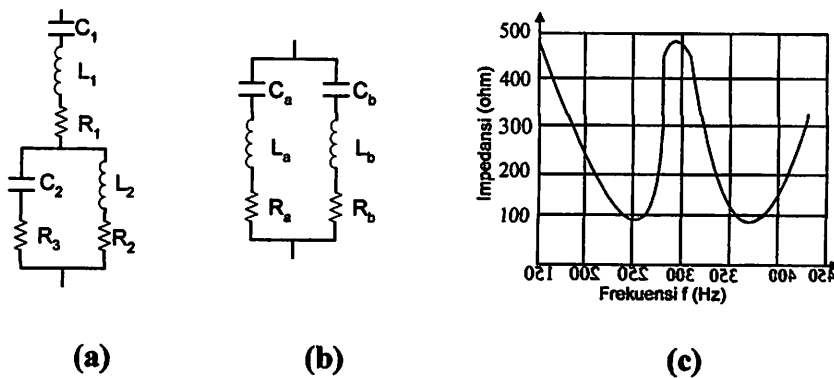 C1
L1
R1
C2
L2
R3
R2
(a)
Ca
Cb
La
Lb
Ra
Rb
(b)
Impedansi (ohm)
500
400
300
200
100
150 200 250 300 350 400 450
Frekuensi f (Hz)
(c)